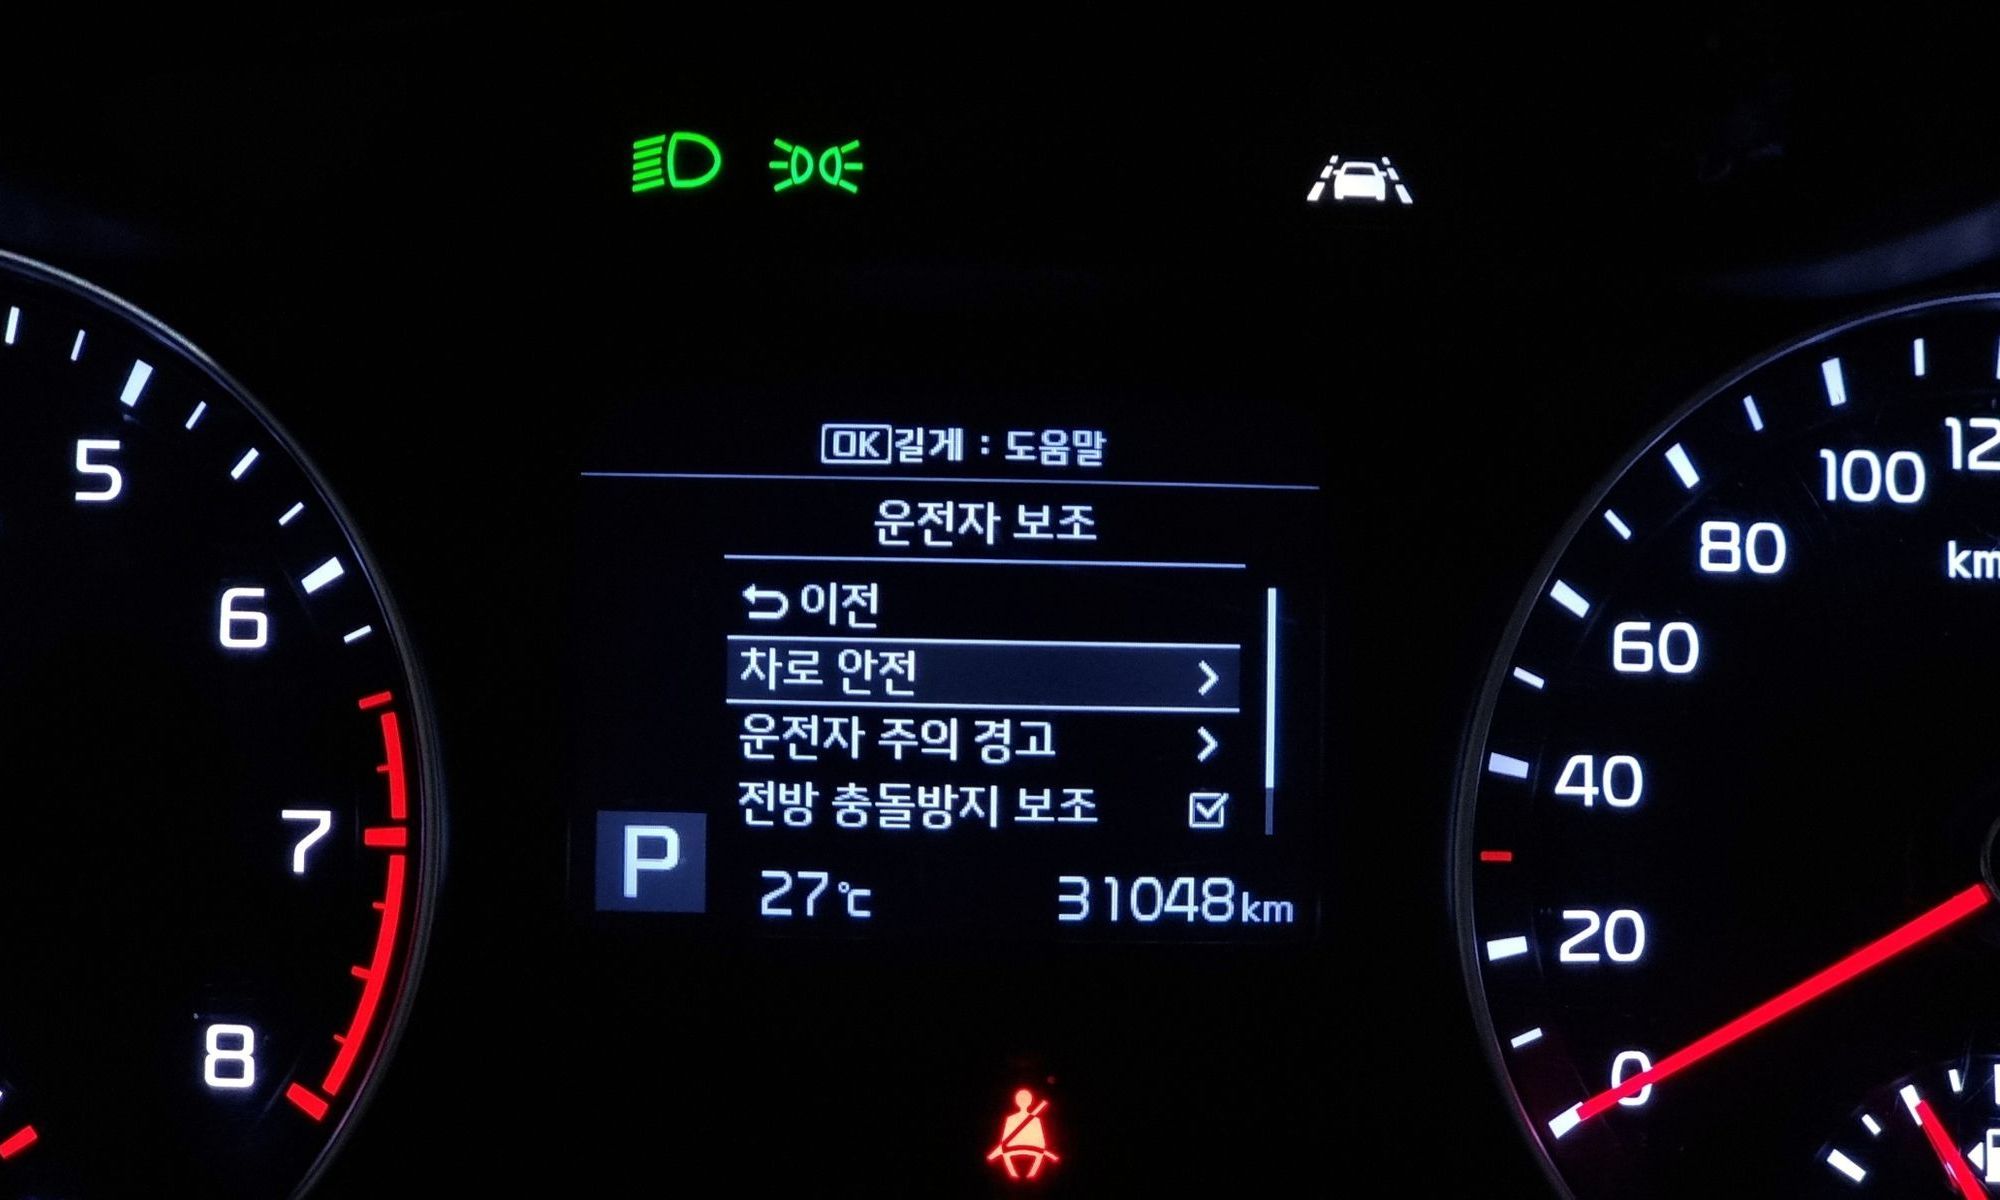 OK 길게 : 도움말
운전자 보조
이전
차로 안전
운전자 주의 경고
전방 충돌방지 보조
P
27℃
31048km
5
6
7
8
100
80
km
60
40
20
0